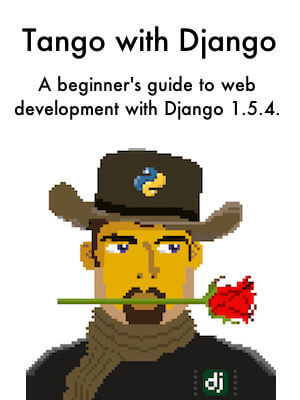 Tango with Django
A beginner's guide to web
development with Django 1.5.4.
dj